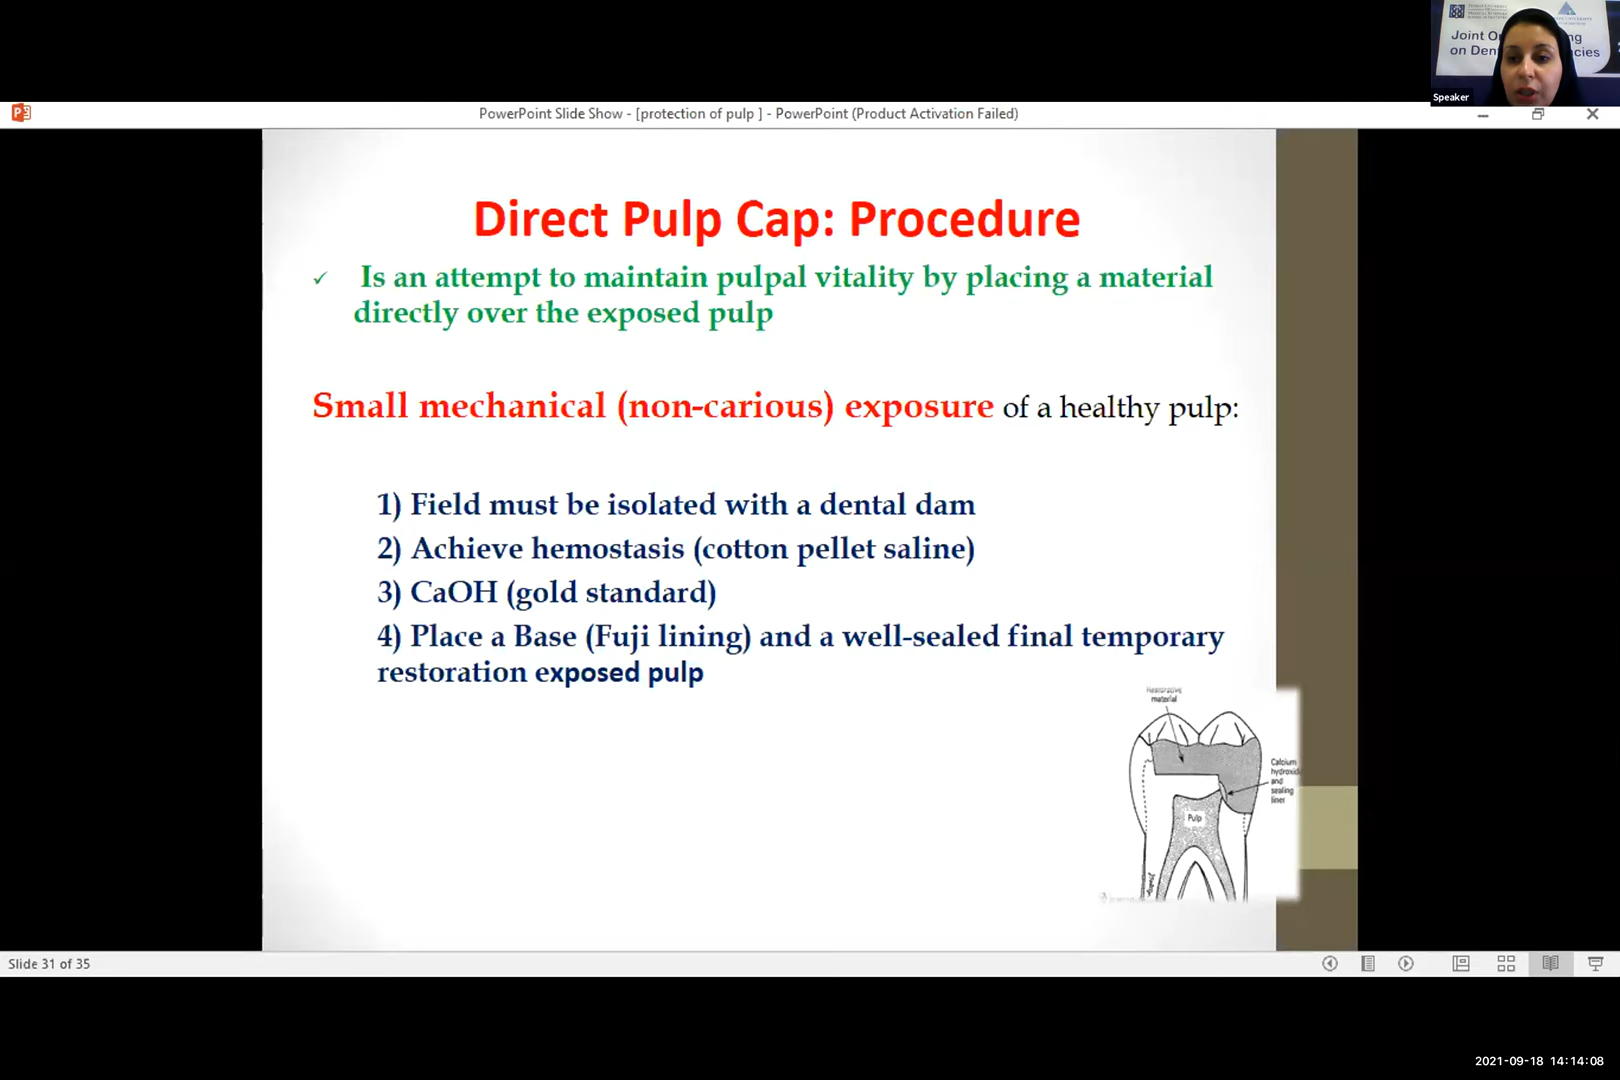 Joint O ng
on Den cies
Speaker
PowerPoint Slide Show - [protection of pulp ] - PowerPoint (Product Activation Failed)
Direct Pulp Cap: Procedure
✓ Is an attempt to maintain pulpal vitality by placing a material
directly over the exposed pulp
Small mechanical (non-carious) exposure of a healthy pulp:
1) Field must be isolated with a dental dam
2) Achieve hemostasis (cotton pellet saline)
3) CaOH (gold standard)
4) Place a Base (Fuji lining) and a well-sealed final temporary
restoration exposed pulp
Restorative
material
Calcium
hydroxid
and
sealing
liner
Pulp
Slide 31 of 35
2021-09-18 14:14:08